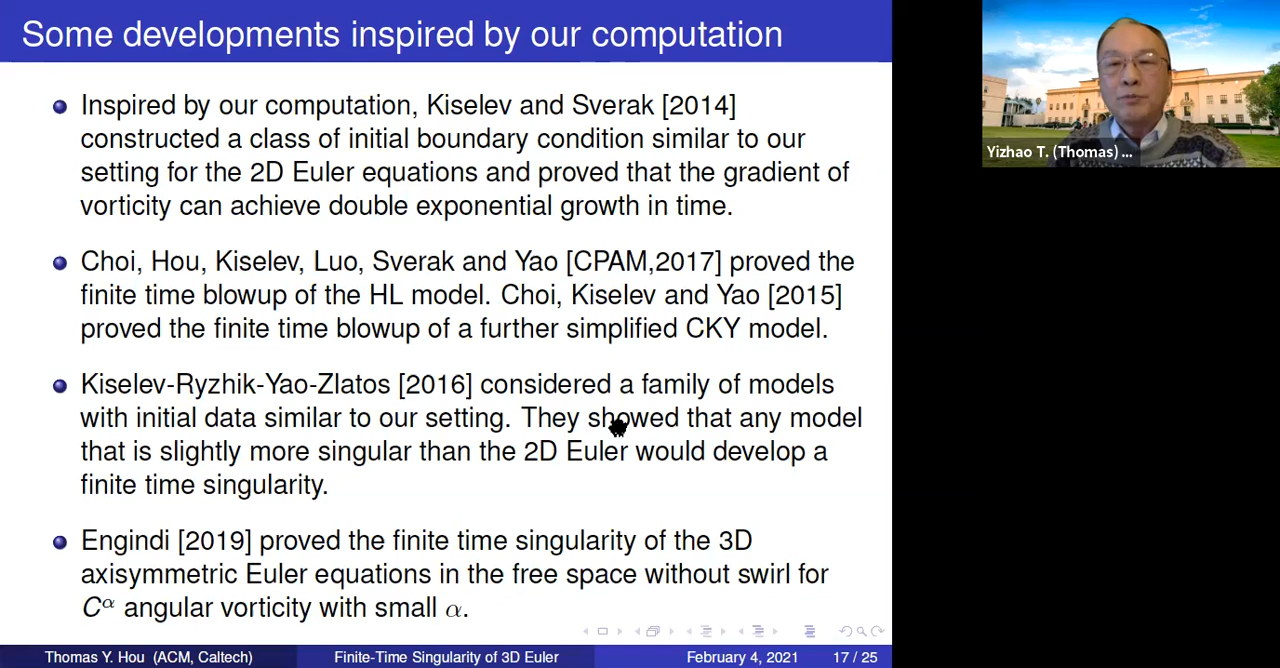 Some developments inspired by our computation
Inspired by our computation, Kiselev and Sverak [2014]
constructed a class of initial boundary condition similar to our
setting for the 2D Euler equations and proved that the gradient of
vorticity can achieve double exponential growth in time.
Choi, Hou, Kiselev, Luo, Sverak and Yao [CPAM,2017] proved the
finite time blowup of the HL model. Choi, Kiselev and Yao [2015]
proved the finite time blowup of a further simplified CKY model.
Kiselev-Ryzhik-Yao-Zlatos [2016] considered a family of models
with initial data similar to our setting. They showed that any model
that is slightly more singular than the 2D Euler would develop a
finite time singularity.
Engindi [2019] proved the finite time singularity of the 3D
axisymmetric Euler equations in the free space without swirl for
Cᵅ angular vorticity with small α.
Thomas Y. Hou (ACM, Caltech) Finite-Time Singularity of 3D Euler February 4, 2021 17 / 25
Yizhao T. (Thomas) ...